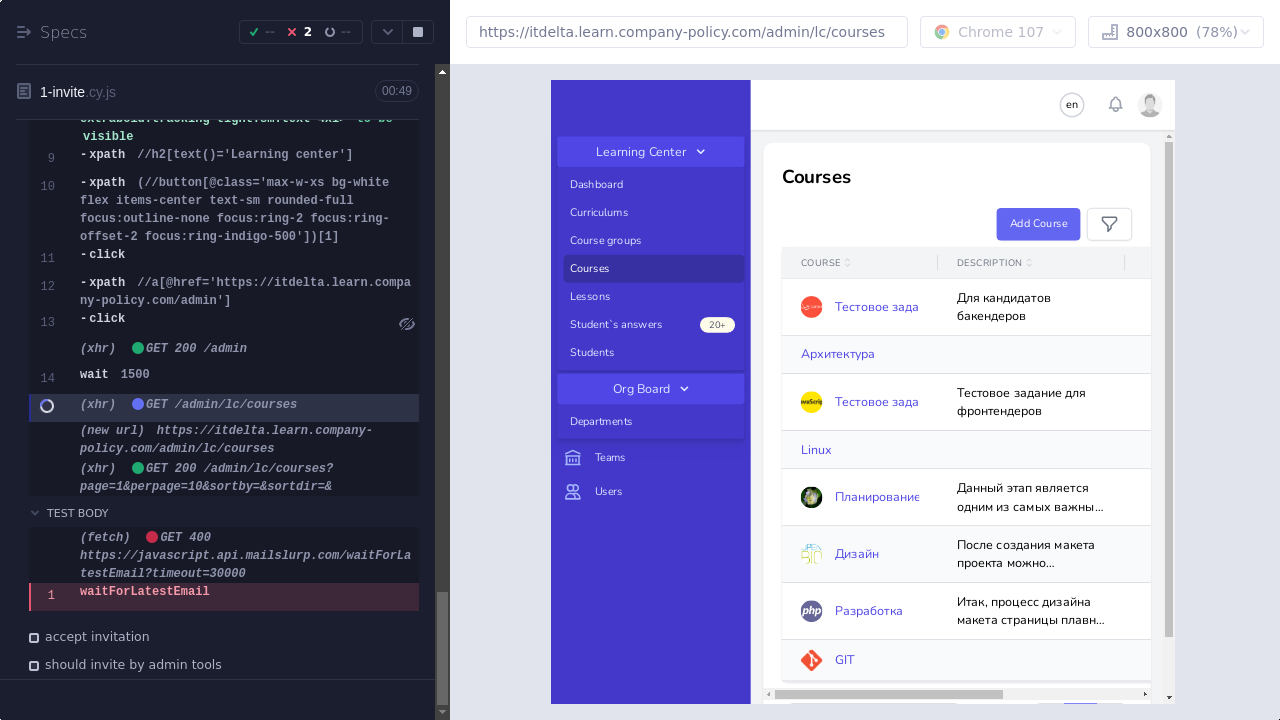 Specs
-- 2 --
1-invite.cy.js
00:49
extrabold.tracking-tight.sm:text-4xl> to be
visible
9 -xpath //h2[text()='Learning center']
10 -xpath (//button[@class='max-w-xs bg-white
flex items-center text-sm rounded-full
focus:outline-none focus:ring-2 focus:ring-
offset-2 focus:ring-indigo-500'])[1]
11 -click
12 -xpath //a[@href='https://itdelta.learn.compa
ny-policy.com/admin']
13 -click
(xhr) GET 200 /admin
14 wait 1500
(xhr) GET /admin/lc/courses
(new url) https://itdelta.learn.company-
policy.com/admin/lc/courses
(xhr) GET 200 /admin/lc/courses?
page=1&perpage=10&sortby=&sortdir=&
TEST BODY
(fetch) GET 400
https://javascript.api.mailslurp.com/waitForLa
testEmail?timeout=30000
1 waitForLatestEmail
accept invitation
should invite by admin tools
https://itdelta.learn.company-policy.com/admin/lc/courses
Chrome 107
800x800 (78%)
en
Learning Center
Dashboard
Curriculums
Course groups
Courses
Lessons
Student`s answers 20+
Students
Org Board
Departments
Teams
Users
Courses
Add Course
COURSE DESCRIPTION
Тестовое зада
Для кандидатов
бакендеров
Архитектура
Тестовое зада
Тестовое задание для
фронтендеров
Linux
Планирование
Данный этап является
одним из самых важны...
Дизайн
После создания макета
проекта можно...
php
Разработка
Итак, процесс дизайна
макета страницы плавн...
GIT